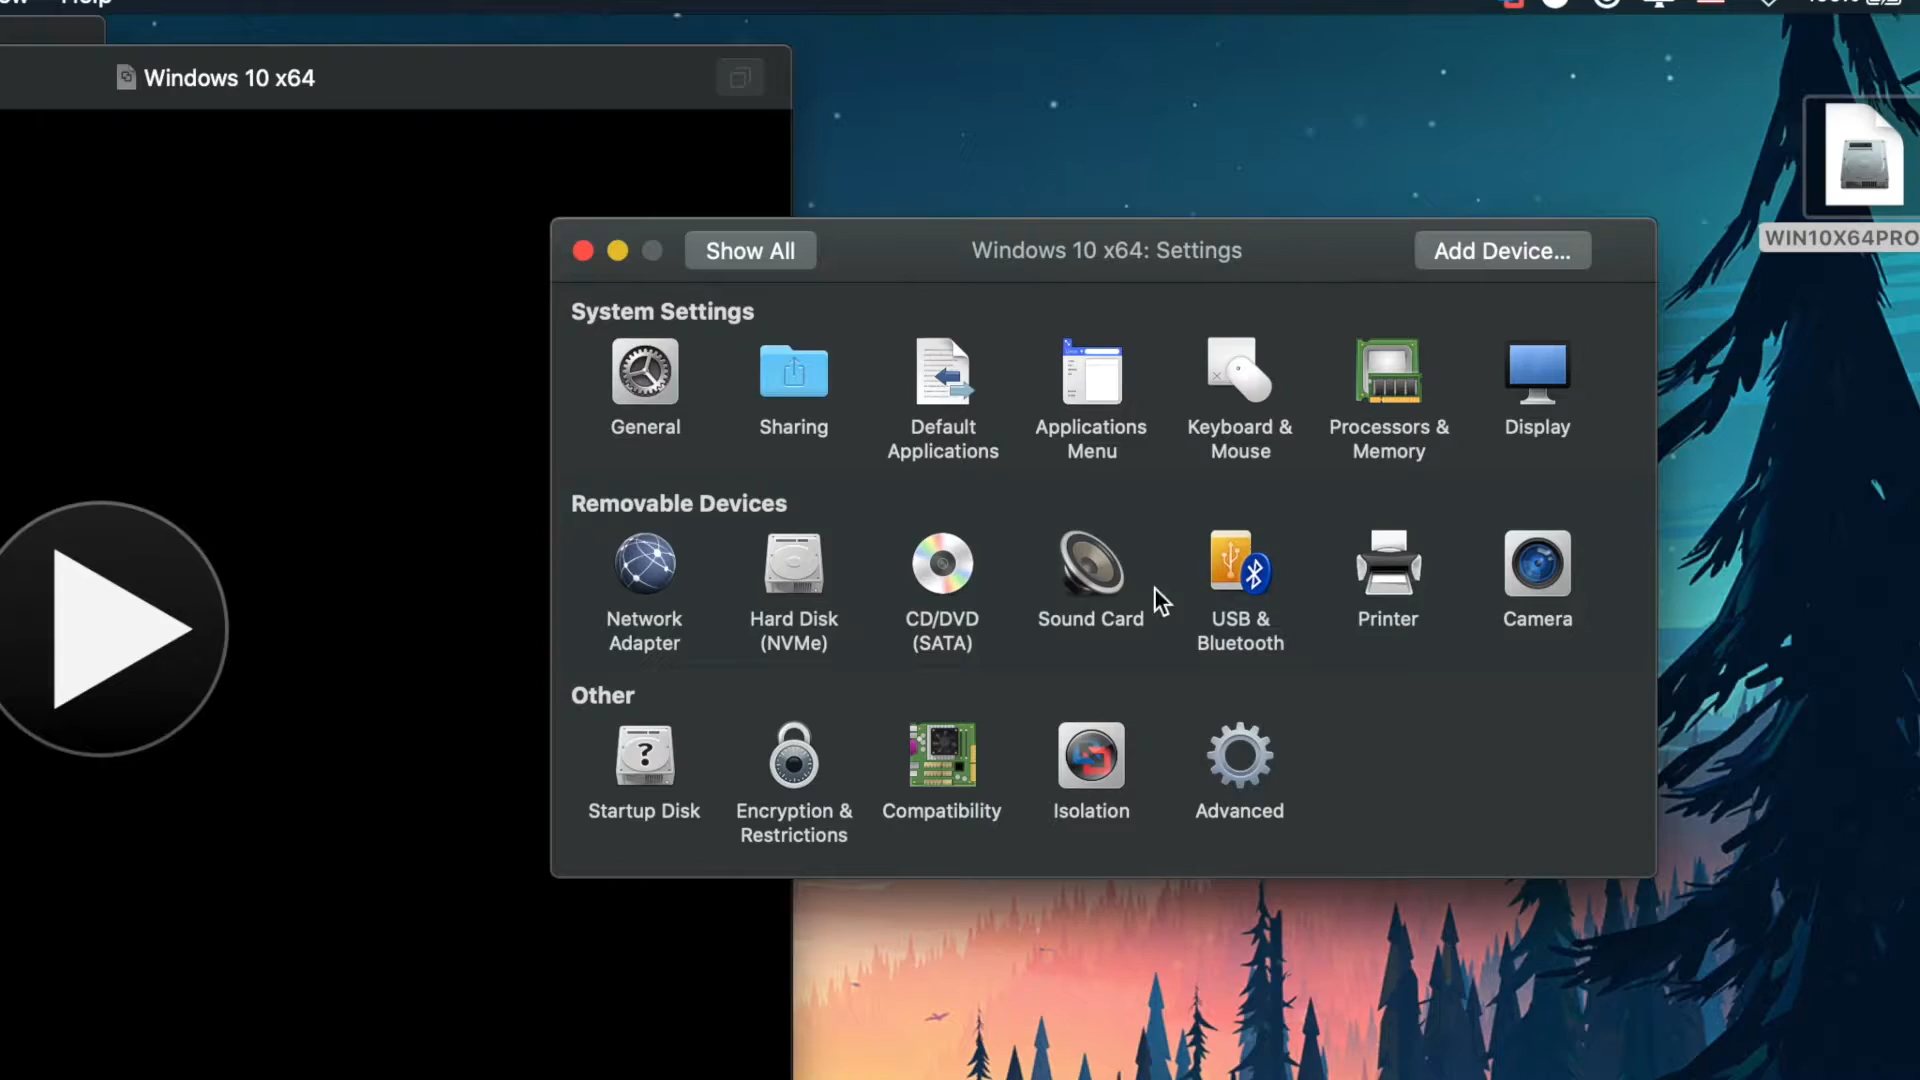 Help
Windows 10 x64
WIN10X64PRO
Show All
Windows 10 x64: Settings
Add Device...
System Settings
General
Sharing
Default
Applications
Applications
Menu
Keyboard &
Mouse
Processors &
Memory
Display
Removable Devices
Network
Adapter
Hard Disk
(NVMe)
CD/DVD
(SATA)
Sound Card
USB &
Bluetooth
Printer
Camera
Other
?
Startup Disk
Encryption &
Restrictions
Compatibility
Isolation
Advanced